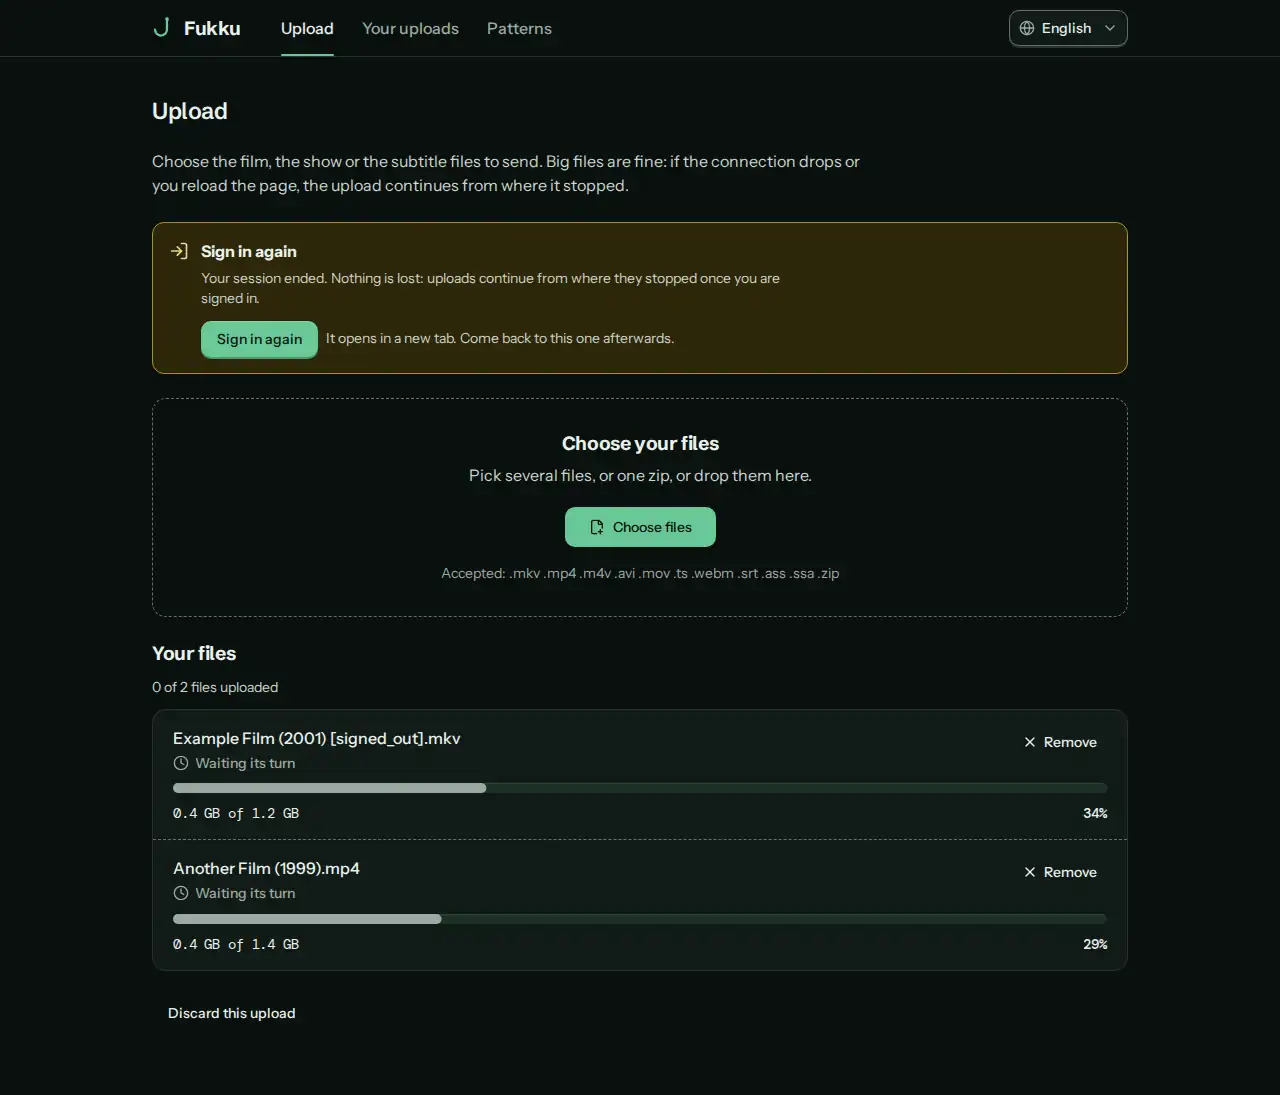 Fukku
Upload
Your uploads
Patterns
English
Upload
Choose the film, the show or the subtitle files to send. Big files are fine: if the connection drops or
you reload the page, the upload continues from where it stopped.
Sign in again
Your session ended. Nothing is lost: uploads continue from where they stopped once you are
signed in.
Sign in again
It opens in a new tab. Come back to this one afterwards.
Choose your files
Pick several files, or one zip, or drop them here.
Choose files
Accepted: .mkv .mp4 .m4v .avi .mov .ts .webm .srt .ass .ssa .zip
Your files
0 of 2 files uploaded
Example Film (2001) [signed_out].mkv
Remove
Waiting its turn
0.4 GB of 1.2 GB
34%
Another Film (1999).mp4
Remove
Waiting its turn
0.4 GB of 1.4 GB
29%
Discard this upload